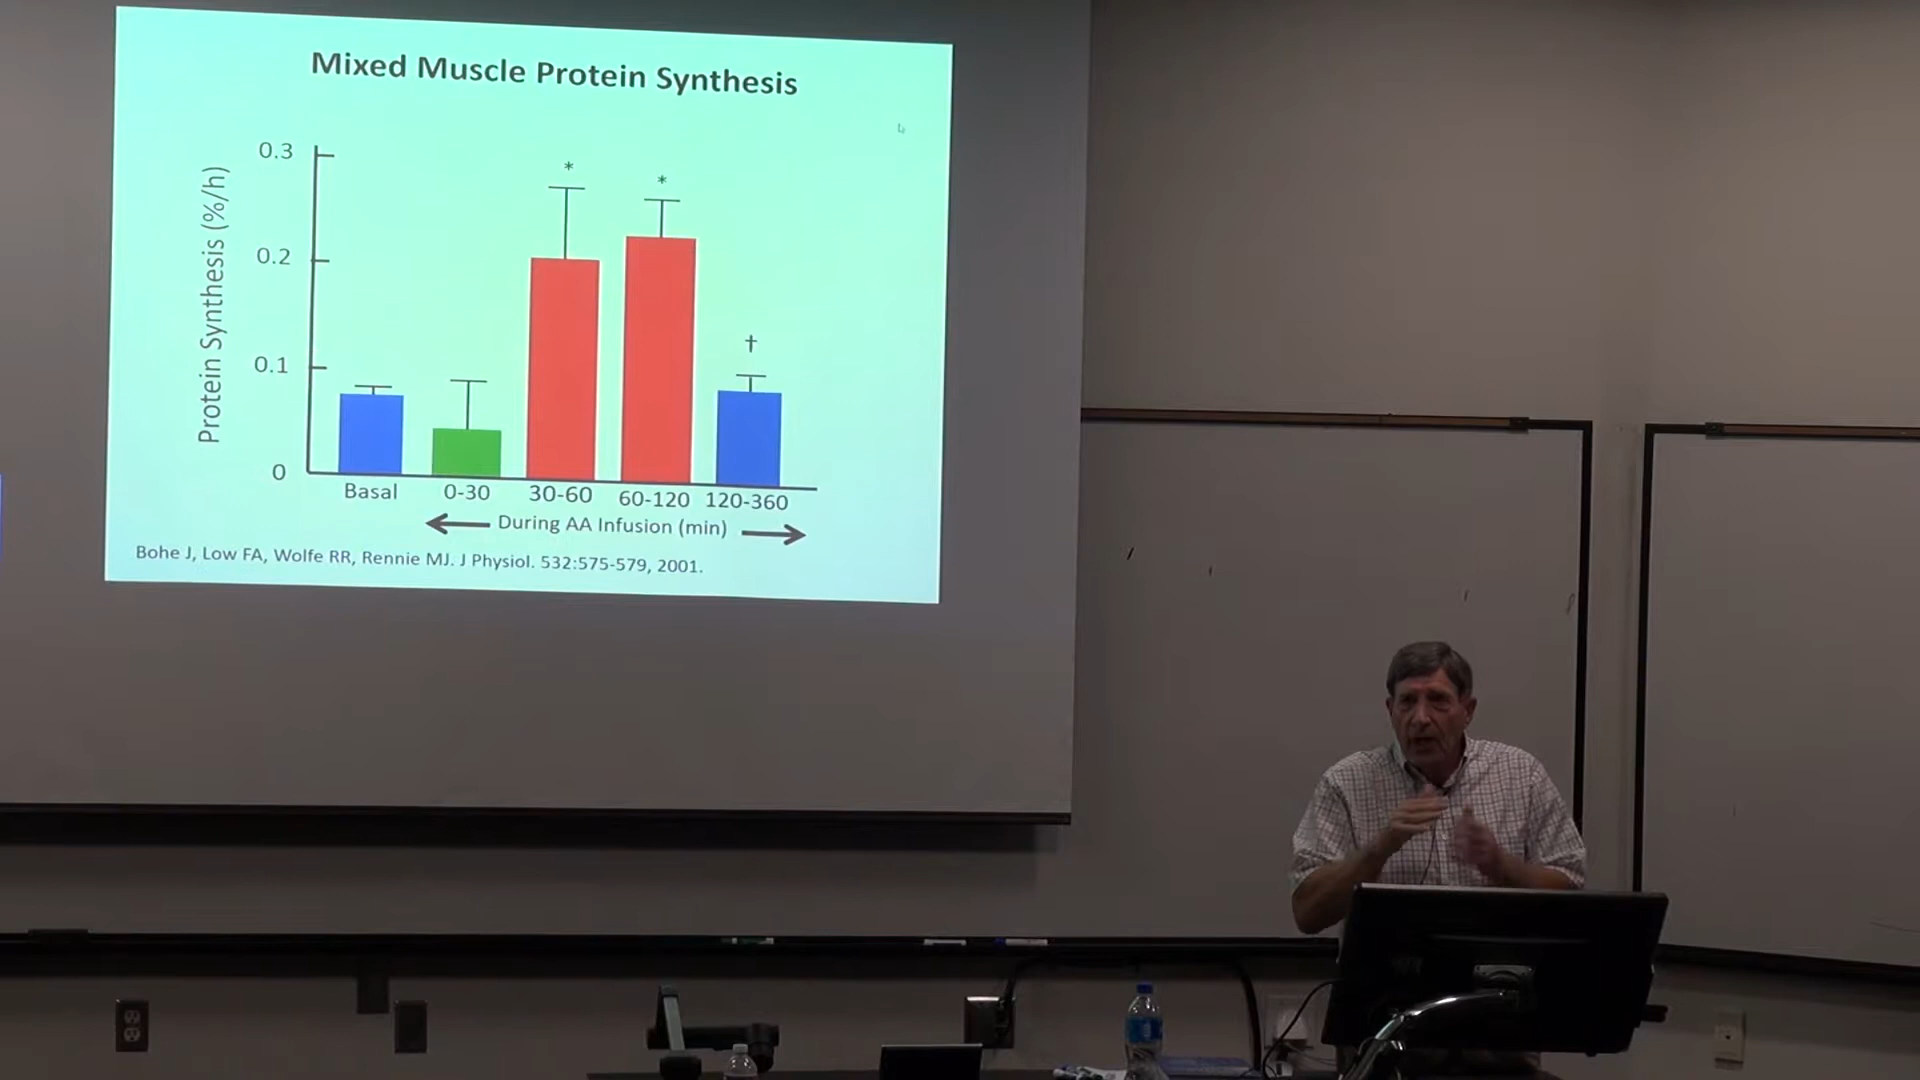 Mixed Muscle Protein Synthesis
Protein Synthesis (%/h)
0.3
0.2
0.1
0
*
*
†
Basal 0-30 30-60 60-120 120-360
During AA Infusion (min)
Bohe J, Low FA, Wolfe RR, Rennie MJ. J Physiol. 532:575-579, 2001.